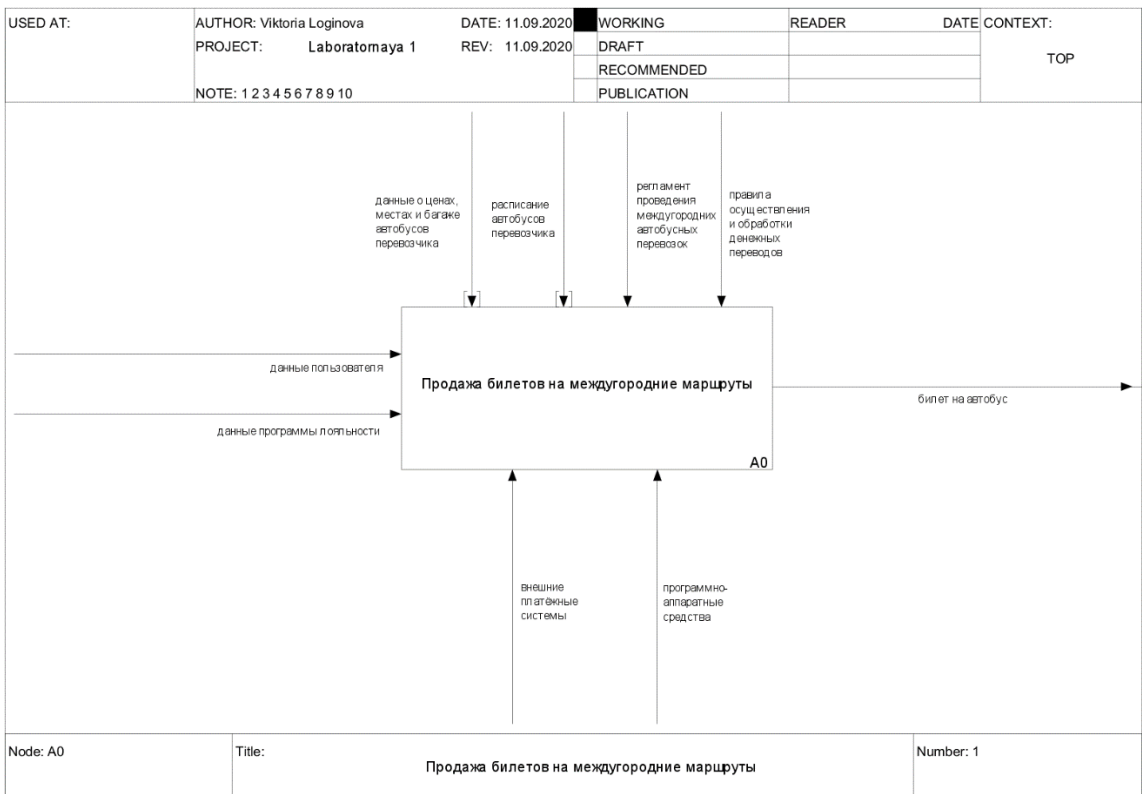 USED AT:
AUTHOR: Viktoria Loginova
DATE: 11.09.2020
WORKING
READER
DATE
CONTEXT:
PROJECT: Laboratornaya 1
REV: 11.09.2020
DRAFT
TOP
RECOMMENDED
NOTE: 1 2 3 4 5 6 7 8 9 10
PUBLICATION
данные о ценах,
местах и багаже
автобусов
перевозчика
расписание
автобусов
перевозчика
регламент
проведения
междугородних
автобусных
перевозок
правила
осуществления
и обработки
денежных
переводов
данные пользователя
данные программы лояльности
Продажа билетов на междугородние маршруты
A0
билет на автобус
внешние
платёжные
системы
программно-
аппаратные
средства
Node: A0
Title:
Продажа билетов на междугородние маршруты
Number: 1